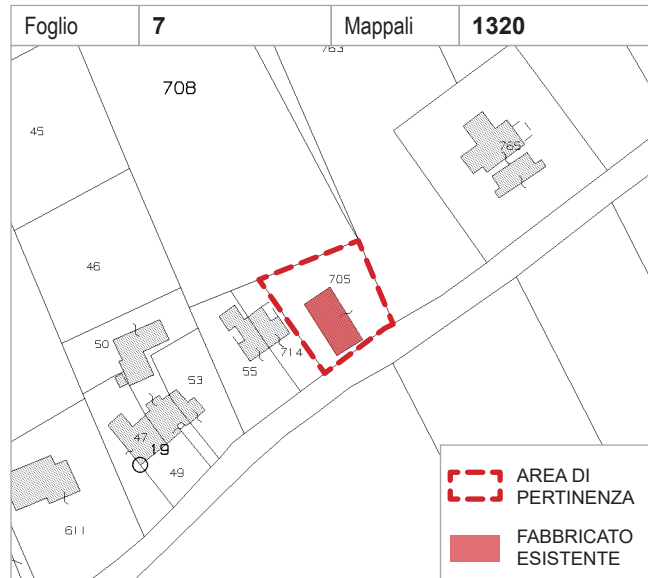 Foglio 7 Mappali 1320
763
708
45
765
46
705
50
714
55
53
47
19
49
611
AREA DI
PERTINENZA
FABBRICATO
ESISTENTE